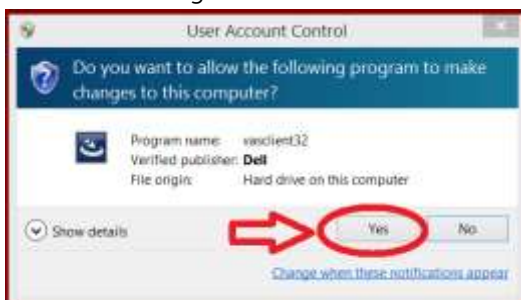 User Account Control
Do you want to allow the following program to make
changes to this computer?
Program name: vasclient32
Verified publisher: Dell
File origin: Hard drive on this computer
Show details
Yes
No
Change when these notifications appear